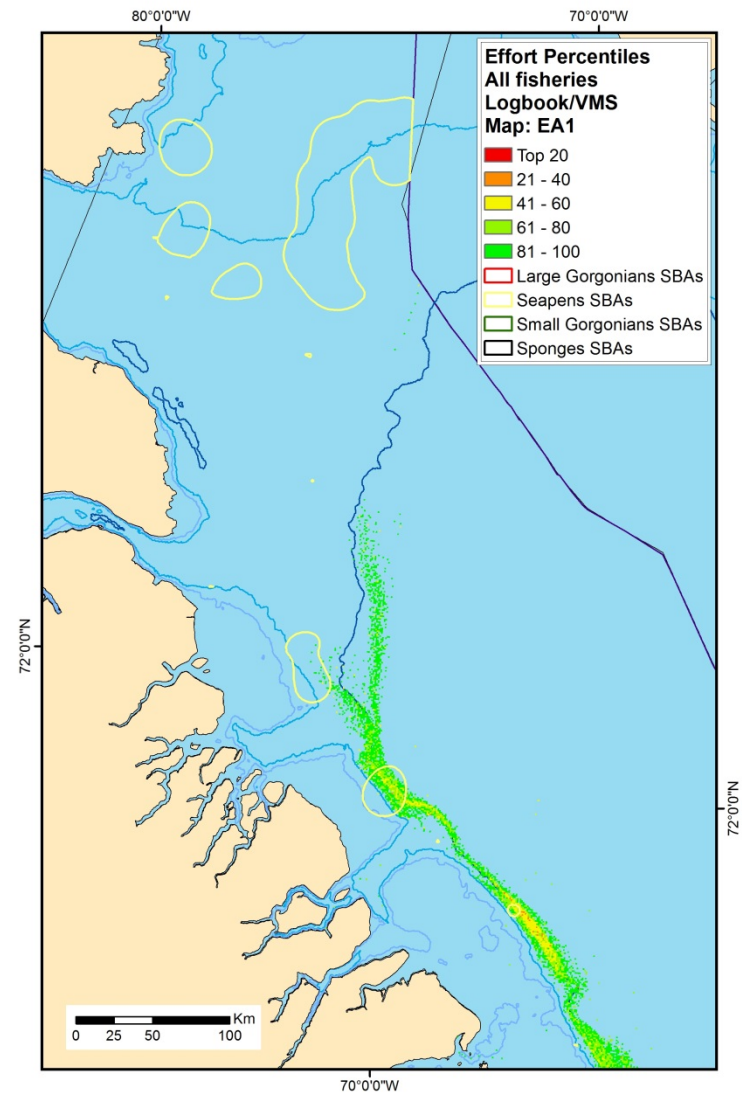 80°0'0"W
70°0'0"W
Effort Percentiles
All fisheries
Logbook/VMS
Map: EA1
Top 20
21 - 40
41 - 60
61 - 80
81 - 100
Large Gorgonians SBAs
Seapens SBAs
Small Gorgonians SBAs
Sponges SBAs
72°0'0"N
72°0'0"N
Km
0 25 50 100
70°0'0"W